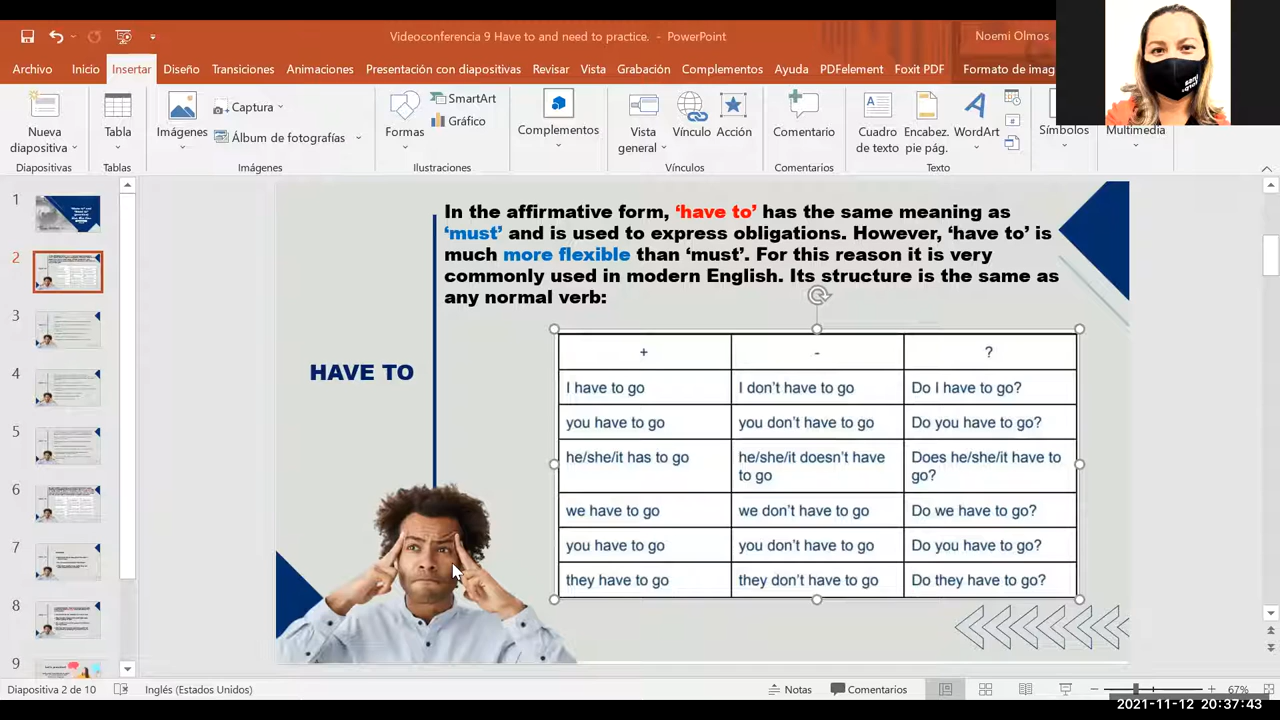 Videoconferencia 9 Have to and need to practice. - PowerPoint
Noemi Olmos
Archivo Inicio Insertar Diseño Transiciones Animaciones Presentación con diapositivas Revisar Vista Grabación Complementos Ayuda PDFelement Foxit PDF Formato de imag
Nueva diapositiva
Tabla
Imágenes
Captura
Álbum de fotografías
Formas
SmartArt
Gráfico
Complementos
Vista general
Vínculo
Acción
Comentario
Cuadro de texto
Encabez. pie pág.
WordArt
Símbolos
Multimedia
Diapositivas Tablas Imágenes Ilustraciones Vínculos Comentarios Texto
1
2
3
4
5
6
7
8
9
In the affirmative form, ‘have to’ has the same meaning as
‘must’ and is used to express obligations. However, ‘have to’ is
much more flexible than ‘must’. For this reason it is very
commonly used in modern English. Its structure is the same as
any normal verb:
HAVE TO
+ - ?
I have to go I don’t have to go Do I have to go?
you have to go you don’t have to go Do you have to go?
he/she/it has to go he/she/it doesn’t have to go Does he/she/it have to go?
we have to go we don’t have to go Do we have to go?
you have to go you don’t have to go Do you have to go?
they have to go they don’t have to go Do they have to go?
Diapositiva 2 de 10 Inglés (Estados Unidos) Notas Comentarios 67%
2021-11-12 20:37:43